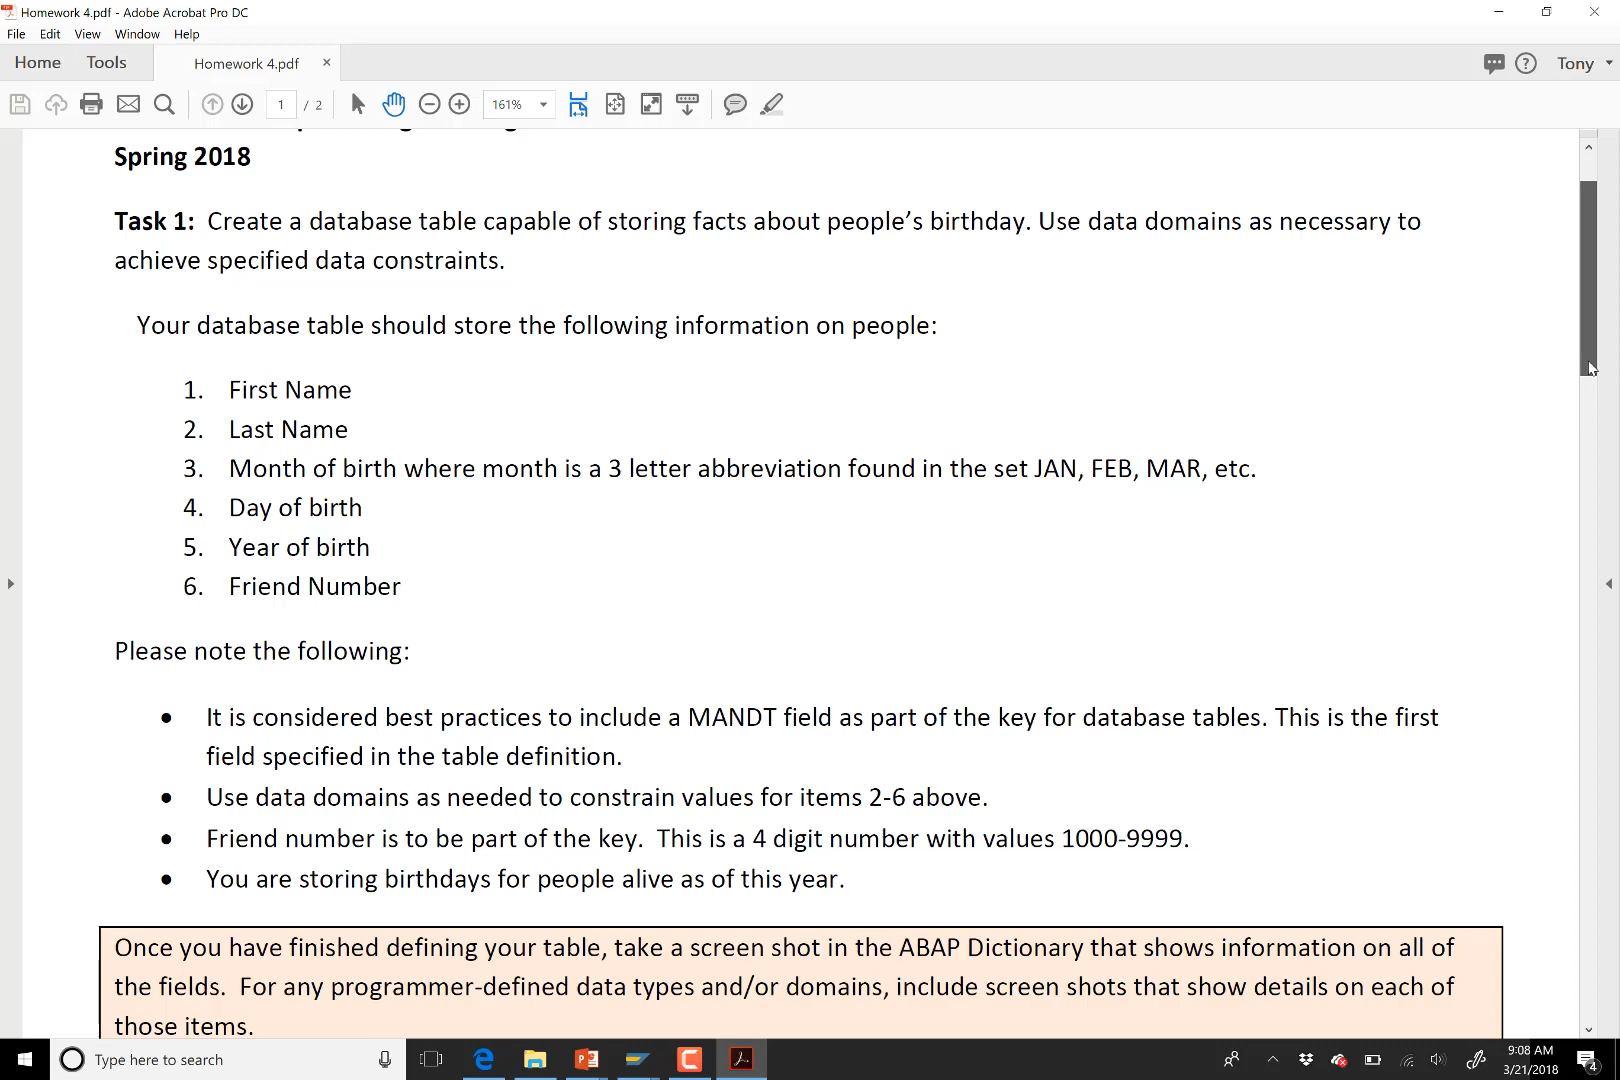 Homework 4.pdf - Adobe Acrobat Pro DC
File Edit View Window Help
Home Tools Homework 4.pdf × Tony
1 / 2 161%
Spring 2018
Task 1: Create a database table capable of storing facts about people’s birthday. Use data domains as necessary to
achieve specified data constraints.
Your database table should store the following information on people:
1. First Name
2. Last Name
3. Month of birth where month is a 3 letter abbreviation found in the set JAN, FEB, MAR, etc.
4. Day of birth
5. Year of birth
6. Friend Number
Please note the following:
• It is considered best practices to include a MANDT field as part of the key for database tables. This is the first
field specified in the table definition.
• Use data domains as needed to constrain values for items 2-6 above.
• Friend number is to be part of the key. This is a 4 digit number with values 1000-9999.
• You are storing birthdays for people alive as of this year.
Once you have finished defining your table, take a screen shot in the ABAP Dictionary that shows information on all of
the fields. For any programmer-defined data types and/or domains, include screen shots that show details on each of
those items.
Type here to search
9:08 AM
3/21/2018
4